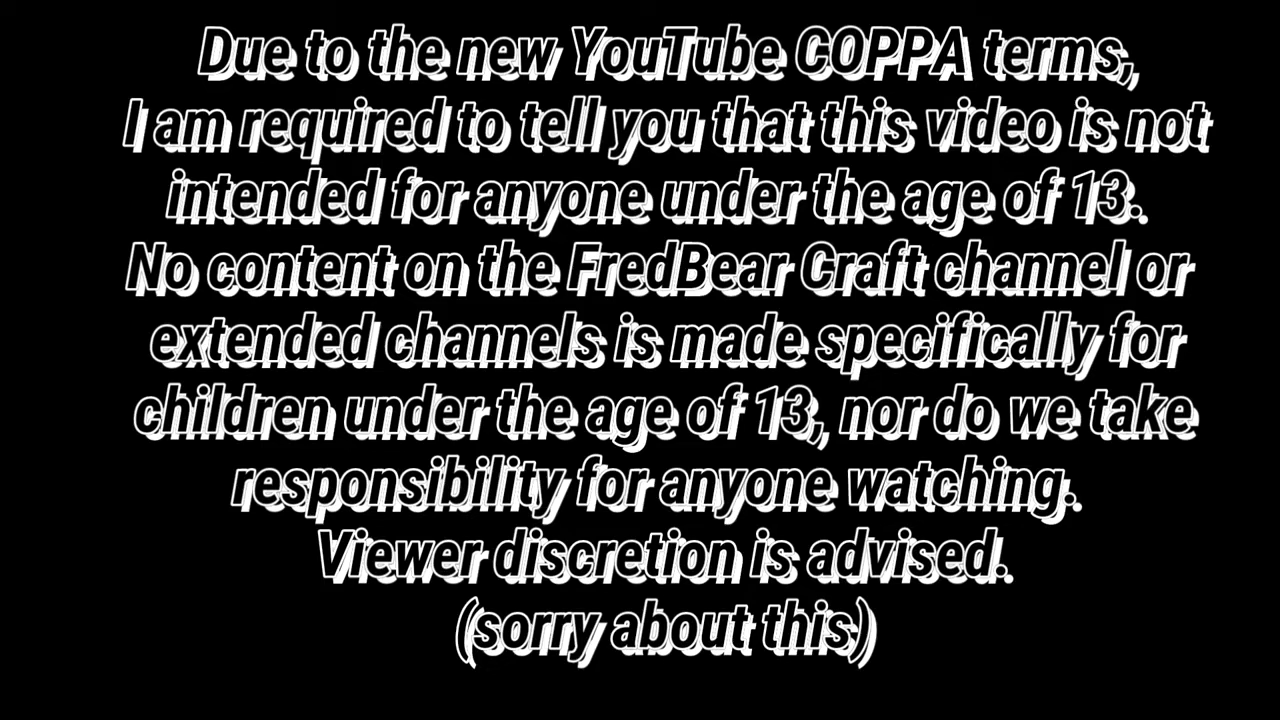 Due to the new YouTube COPPA terms,
I am required to tell you that this video is not
intended for anyone under the age of 13.
No content on the FredBear Craft channel or
extended channels is made specifically for
children under the age of 13, nor do we take
responsibility for anyone watching.
Viewer discretion is advised.
(sorry about this)